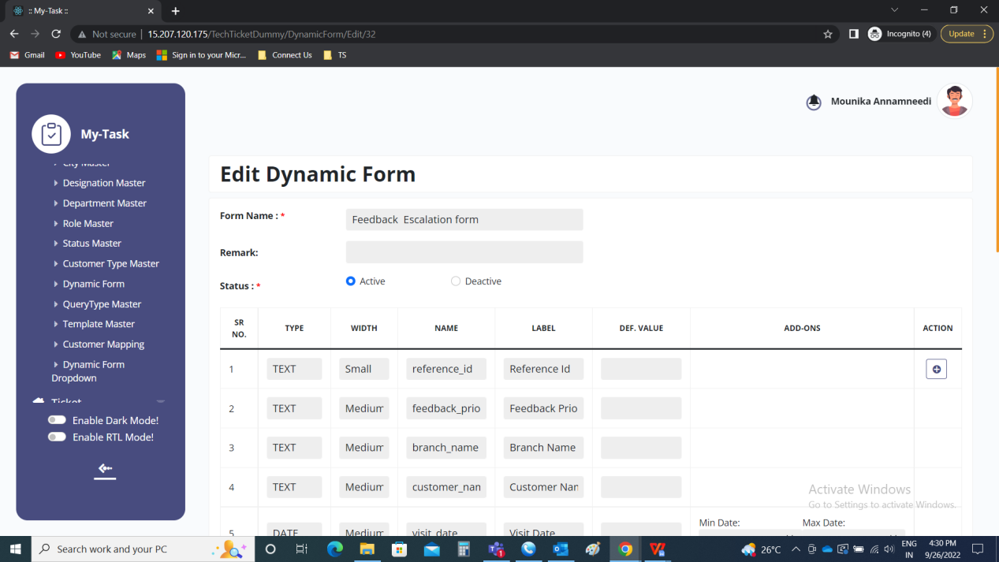 :: My-Task ::
Not secure | 15.207.120.175/TechTicketDummy/DynamicForm/Edit/32
Incognito (4)
Update
Gmail
YouTube
Maps
Sign in to your Micr...
Connect Us
TS
Mounika Annamneedi
My-Task
City Master
Designation Master
Department Master
Role Master
Status Master
Customer Type Master
Dynamic Form
QueryType Master
Template Master
Customer Mapping
Dynamic Form
Dropdown
Ticket
Enable Dark Mode!
Enable RTL Mode!
Edit Dynamic Form
Form Name : *
Feedback  Escalation form
Remark:
Status : *
Active
Deactive
SR NO. TYPE WIDTH NAME LABEL DEF. VALUE ADD-ONS ACTION
1 TEXT Small reference_id Reference Id
2 TEXT Medium feedback_prio Feedback Prio
3 TEXT Medium branch_name Branch Name
4 TEXT Medium customer_nan Customer Nan
5 DATE Medium visit_date Visit Date Min Date: Max Date:
Activate Windows
Go to Settings to activate Windows.
Search work and your PC
1
26°C
ENG
IN
4:30 PM
9/26/2022